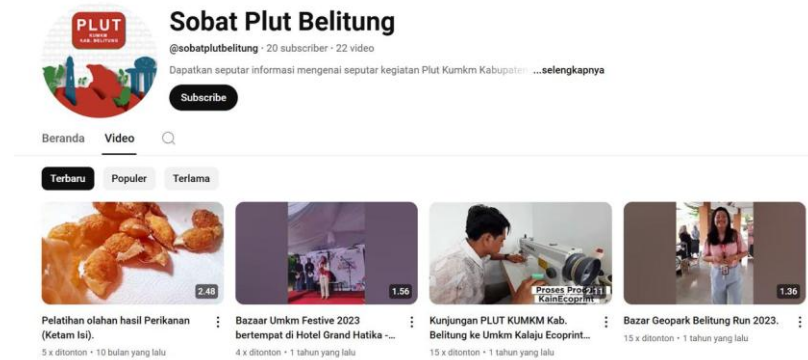 PLUT
KUMKM
KAB. BELITUNG
Sobat Plut Belitung
@sobatplutbelitung · 20 subscriber · 22 video
Dapatkan seputar informasi mengenai seputar kegiatan Plut Kumkm Kabupaten ...selengkapnya
Subscribe
Beranda Video
Terbaru Populer Terlama
2.48
1.56
Proses
KainEcoprint
2:11
1.36
Pelatihan olahan hasil Perikanan
(Ketam Isi).
5 x ditonton • 10 bulan yang lalu
Bazaar Umkm Festive 2023
bertempat di Hotel Grand Hatika -...
4 x ditonton • 1 tahun yang lalu
Kunjungan PLUT KUMKM Kab.
Belitung ke Umkm Kalaju Ecoprint...
15 x ditonton • 1 tahun yang lalu
Bazar Geopark Belitung Run 2023.
15 x ditonton • 1 tahun yang lalu